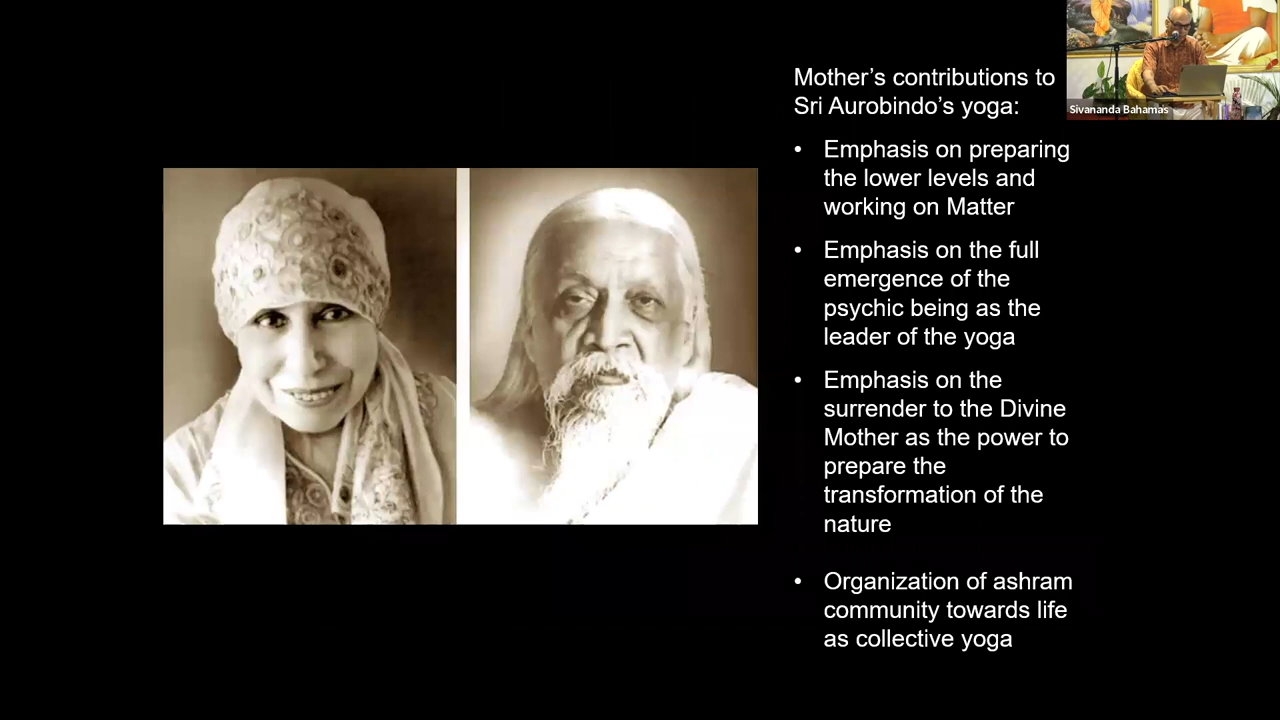 Mother’s contributions to
Sri Aurobindo’s yoga:
• Emphasis on preparing
the lower levels and
working on Matter
• Emphasis on the full
emergence of the
psychic being as the
leader of the yoga
• Emphasis on the
surrender to the Divine
Mother as the power to
prepare the
transformation of the
nature
• Organization of ashram
community towards life
as collective yoga
Sivananda Bahamas